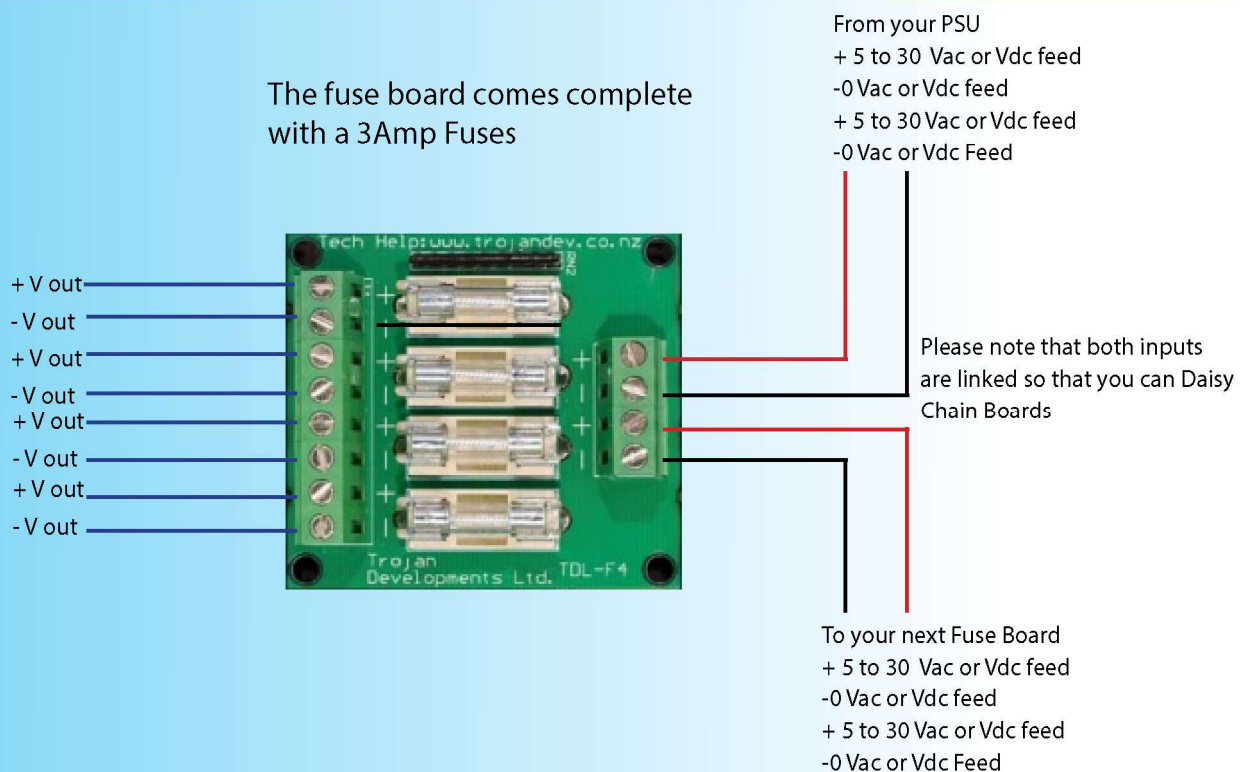 From your PSU
+ 5 to 30 Vac or Vdc feed
-0 Vac or Vdc feed
+ 5 to 30 Vac or Vdc feed
-0 Vac or Vdc Feed
The fuse board comes complete
with a 3Amp Fuses
Tech Help:www.trojandev.co.nz
RN2
+ V out
- V out
+ V out
- V out
+ V out
- V out
+ V out
- V out
+
+
-
+
-
+
-
+
-
+
-
Please note that both inputs
are linked so that you can Daisy
Chain Boards
Trojan
Developments Ltd.
TDL-F4
To your next Fuse Board
+ 5 to 30 Vac or Vdc feed
-0 Vac or Vdc feed
+ 5 to 30 Vac or Vdc feed
-0 Vac or Vdc Feed